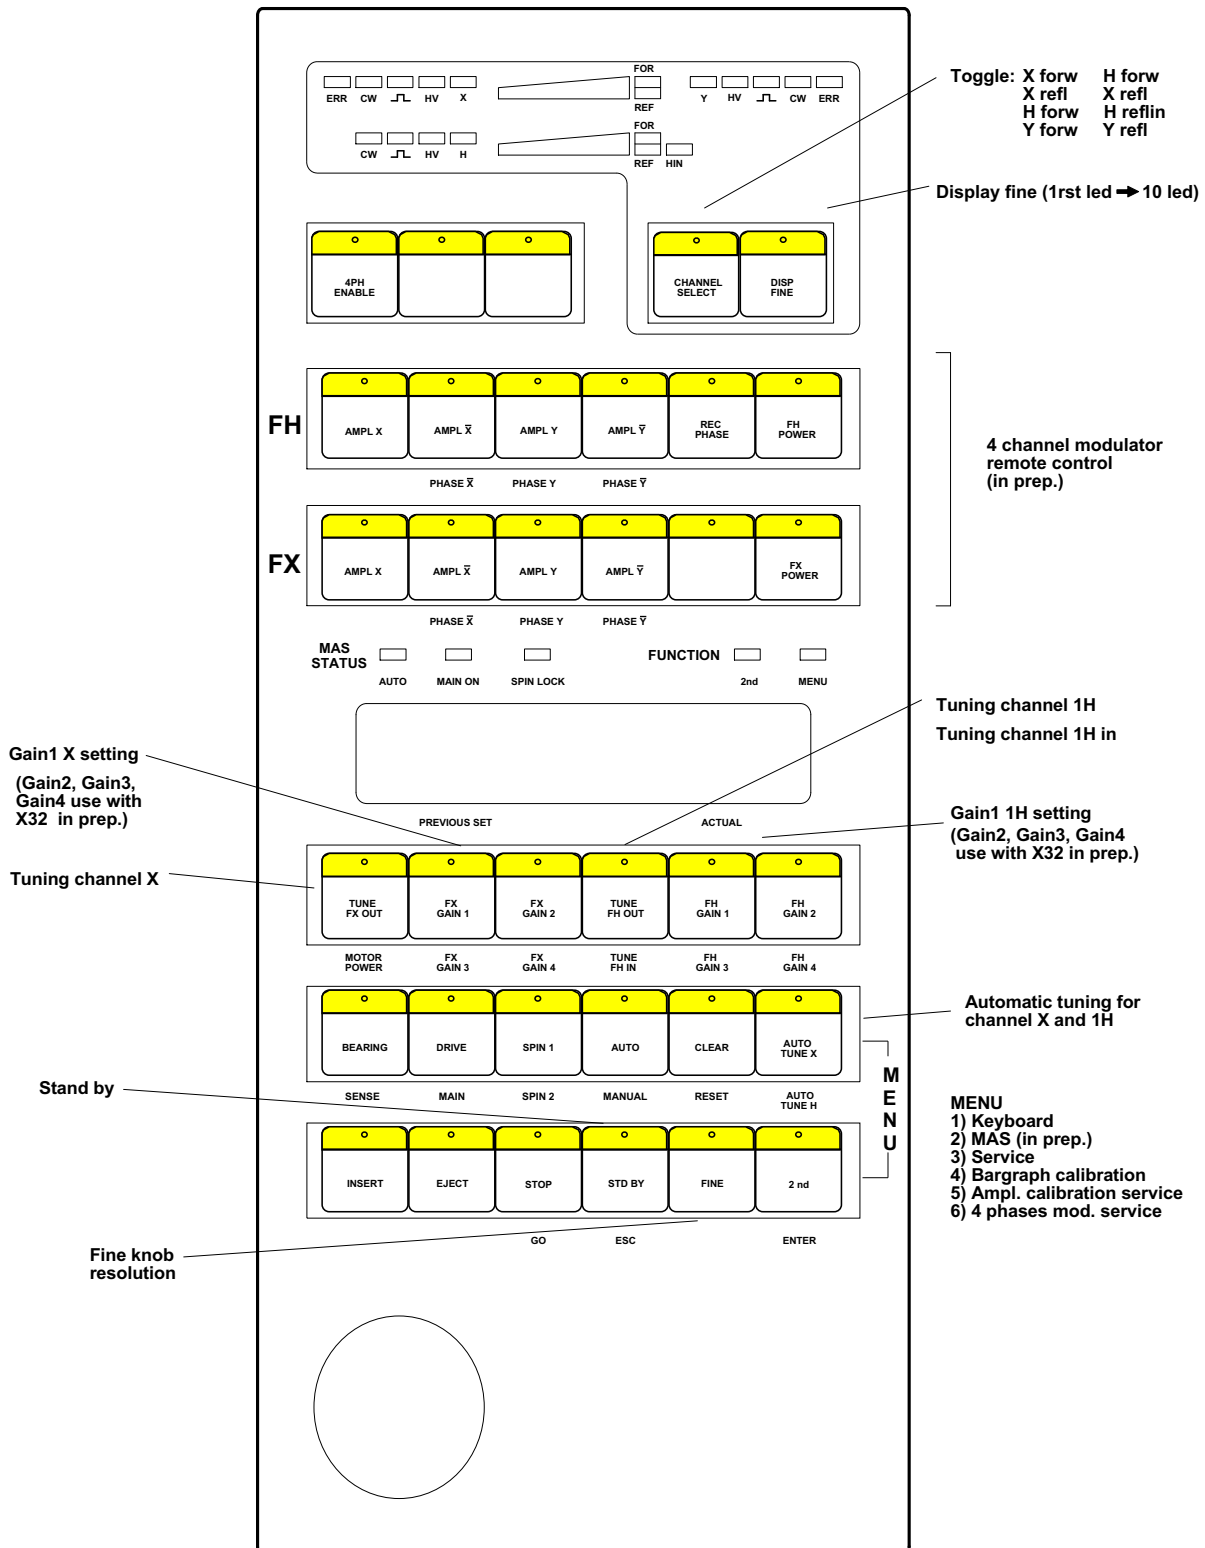 FOR
ERR CW HV X
Y HV CW ERR
REF
FOR
CW HV H
REF HIN
Toggle: X forw H forw
X refl X refl
H forw H reflin
Y forw Y refl
Display fine (1rst led ➔ 10 led)
4PH
ENABLE
CHANNEL
SELECT
DISP
FINE
FH
AMPL X
AMPL X̅
AMPL Y
AMPL Y̅
REC
PHASE
FH
POWER
PHASE X̅ PHASE Y PHASE Y̅
4 channel modulator
remote control
(in prep.)
FX
AMPL X
AMPL X̅
AMPL Y
AMPL Y̅
FX
POWER
PHASE X̅ PHASE Y PHASE Y̅
MAS
STATUS
AUTO MAIN ON SPIN LOCK
FUNCTION
2nd MENU
Tuning channel 1H
Tuning channel 1H in
Gain1 X setting
(Gain2, Gain3,
Gain4 use with
X32 in prep.)
PREVIOUS SET ACTUAL
Gain1 1H setting
(Gain2, Gain3, Gain4
use with X32 in prep.)
Tuning channel X
TUNE
FX OUT
FX
GAIN 1
FX
GAIN 2
TUNE
FH OUT
FH
GAIN 1
FH
GAIN 2
MOTOR
POWER
FX
GAIN 3
FX
GAIN 4
TUNE
FH IN
FH
GAIN 3
FH
GAIN 4
Automatic tuning for
channel X and 1H
BEARING
DRIVE
SPIN 1
AUTO
CLEAR
AUTO
TUNE X
Stand by
SENSE
MAIN
SPIN 2
MANUAL
RESET
AUTO
TUNE H
M
E
N
U
MENU
1) Keyboard
2) MAS (in prep.)
3) Service
4) Bargraph calibration
5) Ampl. calibration service
6) 4 phases mod. service
INSERT
EJECT
STOP
STD BY
FINE
2 nd
GO ESC ENTER
Fine knob
resolution